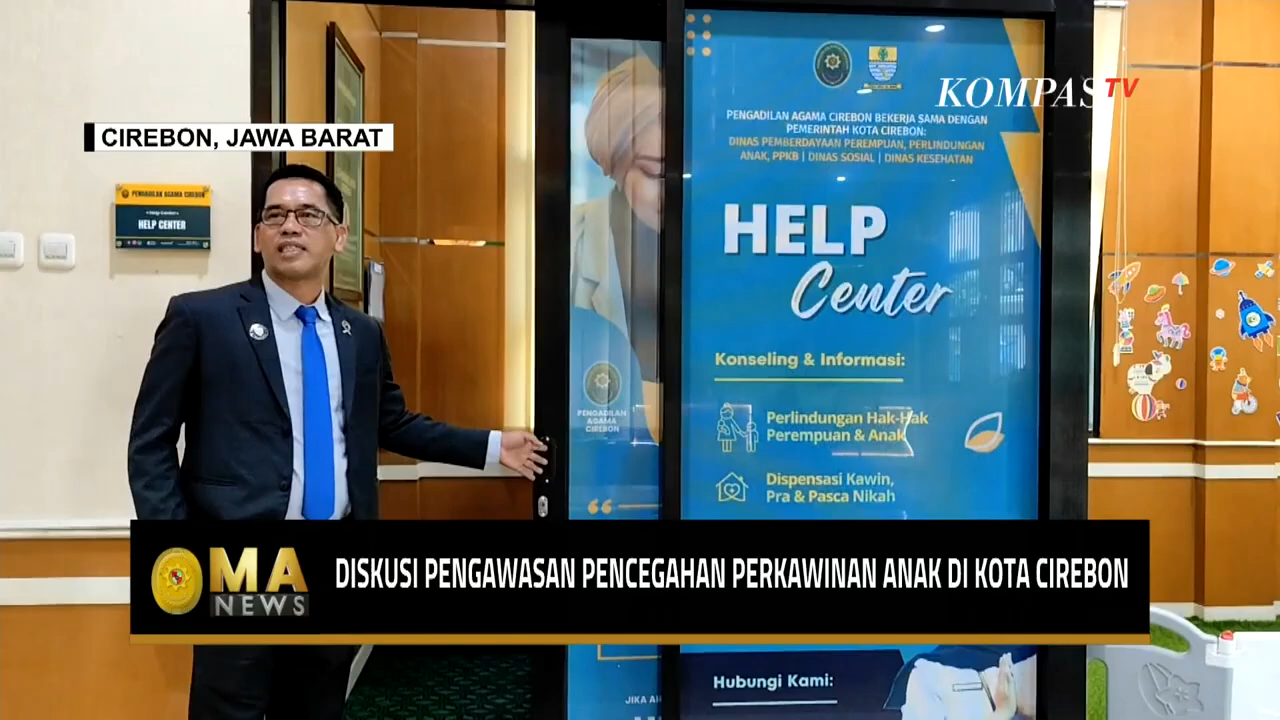 KOMPASTV
CIREBON, JAWA BARAT
PENGADILAN AGAMA CIREBON
HELP CENTER
PENGADILAN AGAMA CIREBON BEKERJA SAMA DENGAN
PEMERINTAH KOTA CIREBON:
DINAS PEMBERDAYAAN PEREMPUAN, PERLINDUNGAN
ANAK, PPKB | DINAS SOSIAL | DINAS KESEHATAN
HELP
Center
Konseling & Informasi:
Perlindungan Hak-Hak
Perempuan & Anak
Dispensasi Kawin,
Pra & Pasca Nikah
PENGADILAN
AGAMA
CIREBON
MA
NEWS
DISKUSI PENGAWASAN PENCEGAHAN PERKAWINAN ANAK DI KOTA CIREBON
Hubungi Kami: